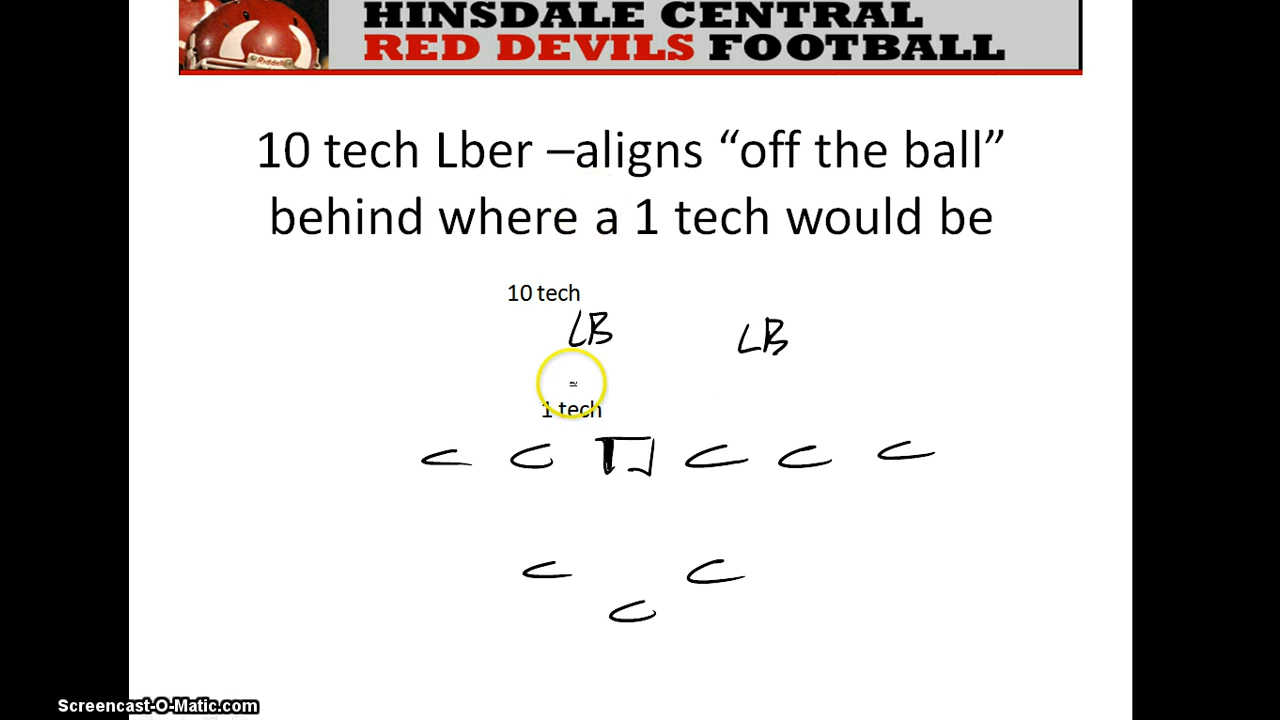 HINSDALE CENTRAL
RED DEVILS FOOTBALL
Riddell
10 tech Lber –aligns “off the ball”
behind where a 1 tech would be
10 tech
LB LB
1 tech
Screencast-O-Matic.com